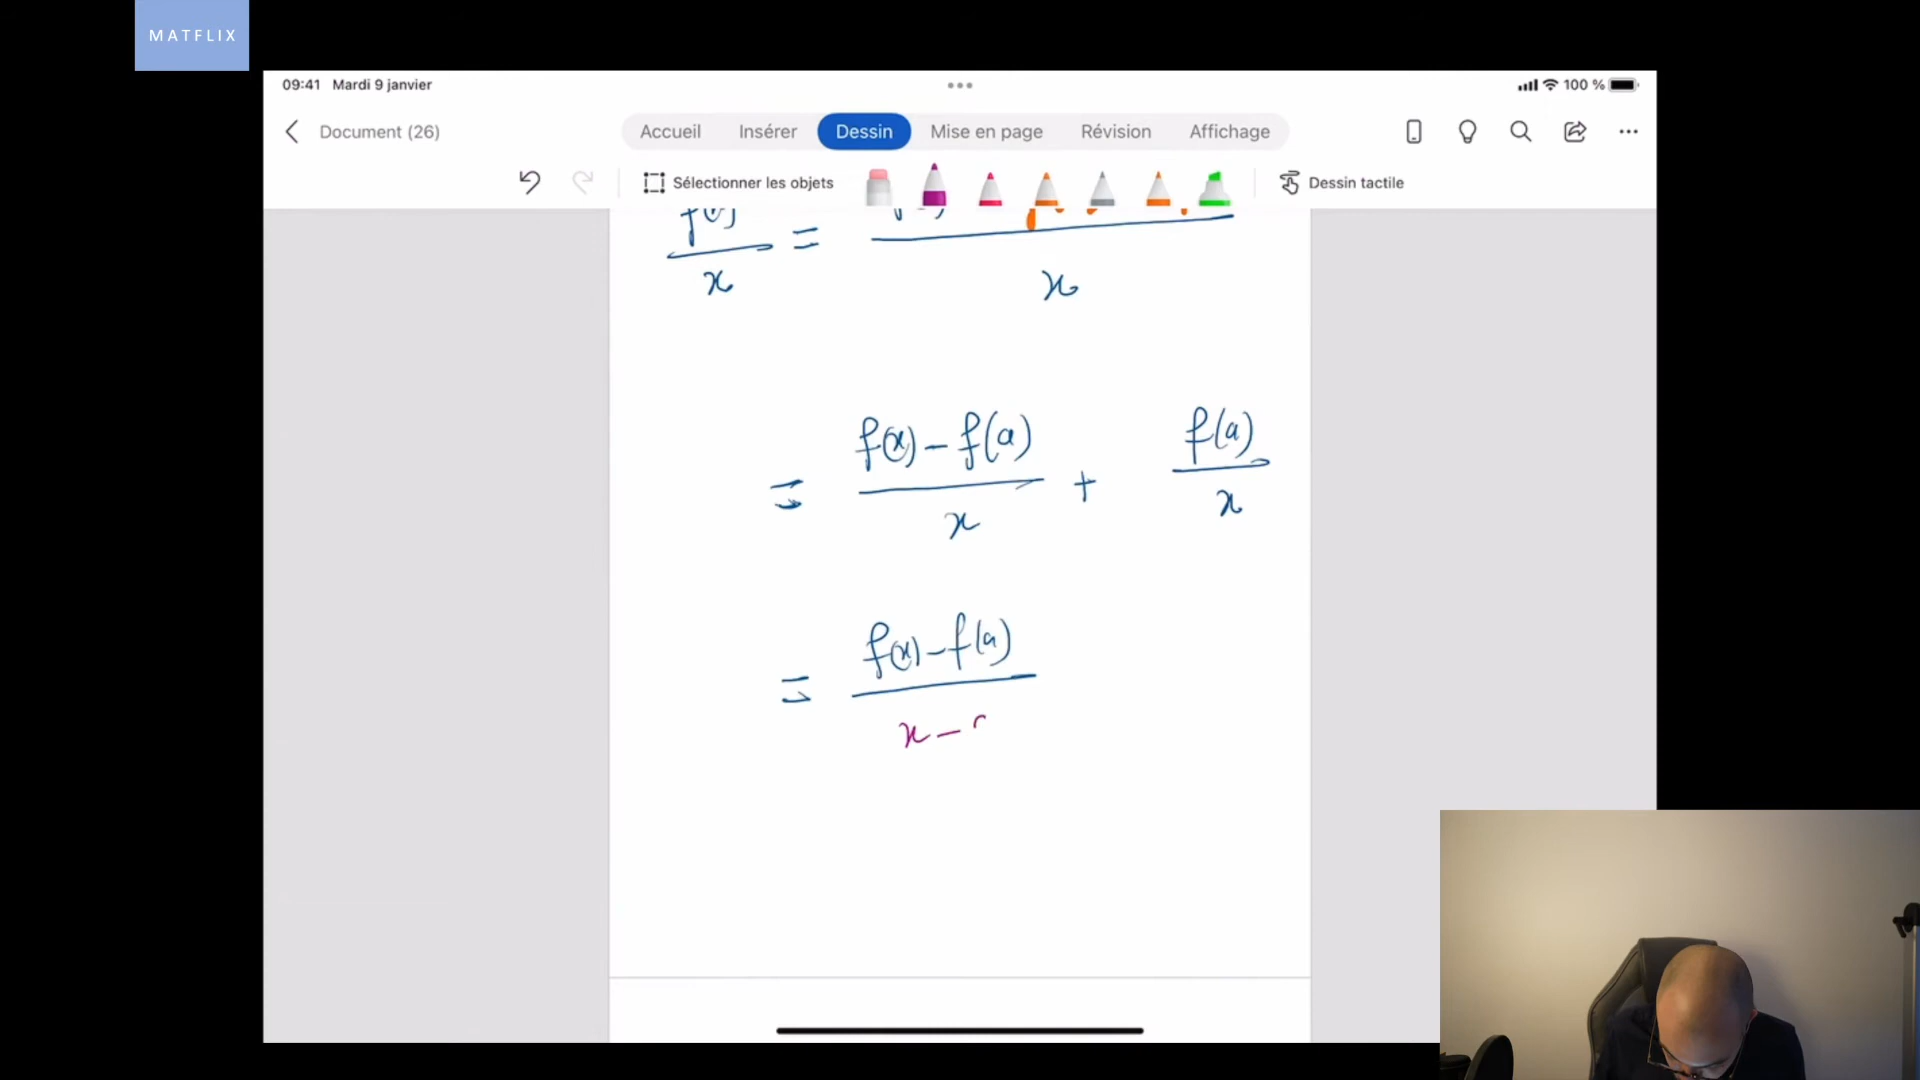 MATFLIX
09:41 Mardi 9 janvier
100 %
Document (26)
Accueil Insérer Dessin Mise en page Révision Affichage
Sélectionner les objets
Dessin tactile
x = x
= f(x) - f(a) / x + f(a) / x
= f(x) - f(a) / x -